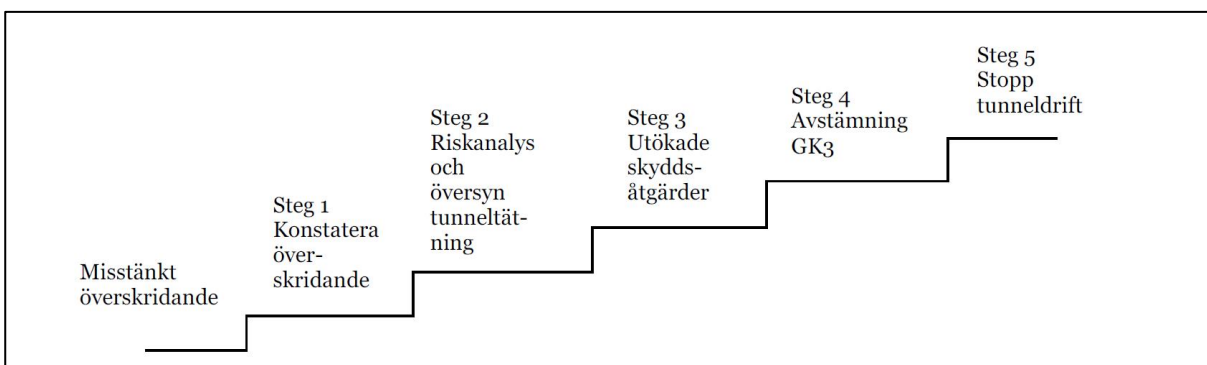 Misstänkt
överskridande
Steg 1
Konstatera
över-
skridande
Steg 2
Riskanalys
och
översyn
tunneltät-
ning
Steg 3
Utökade
skydds-
åtgärder
Steg 4
Avstämning
GK3
Steg 5
Stopp
tunneldrift